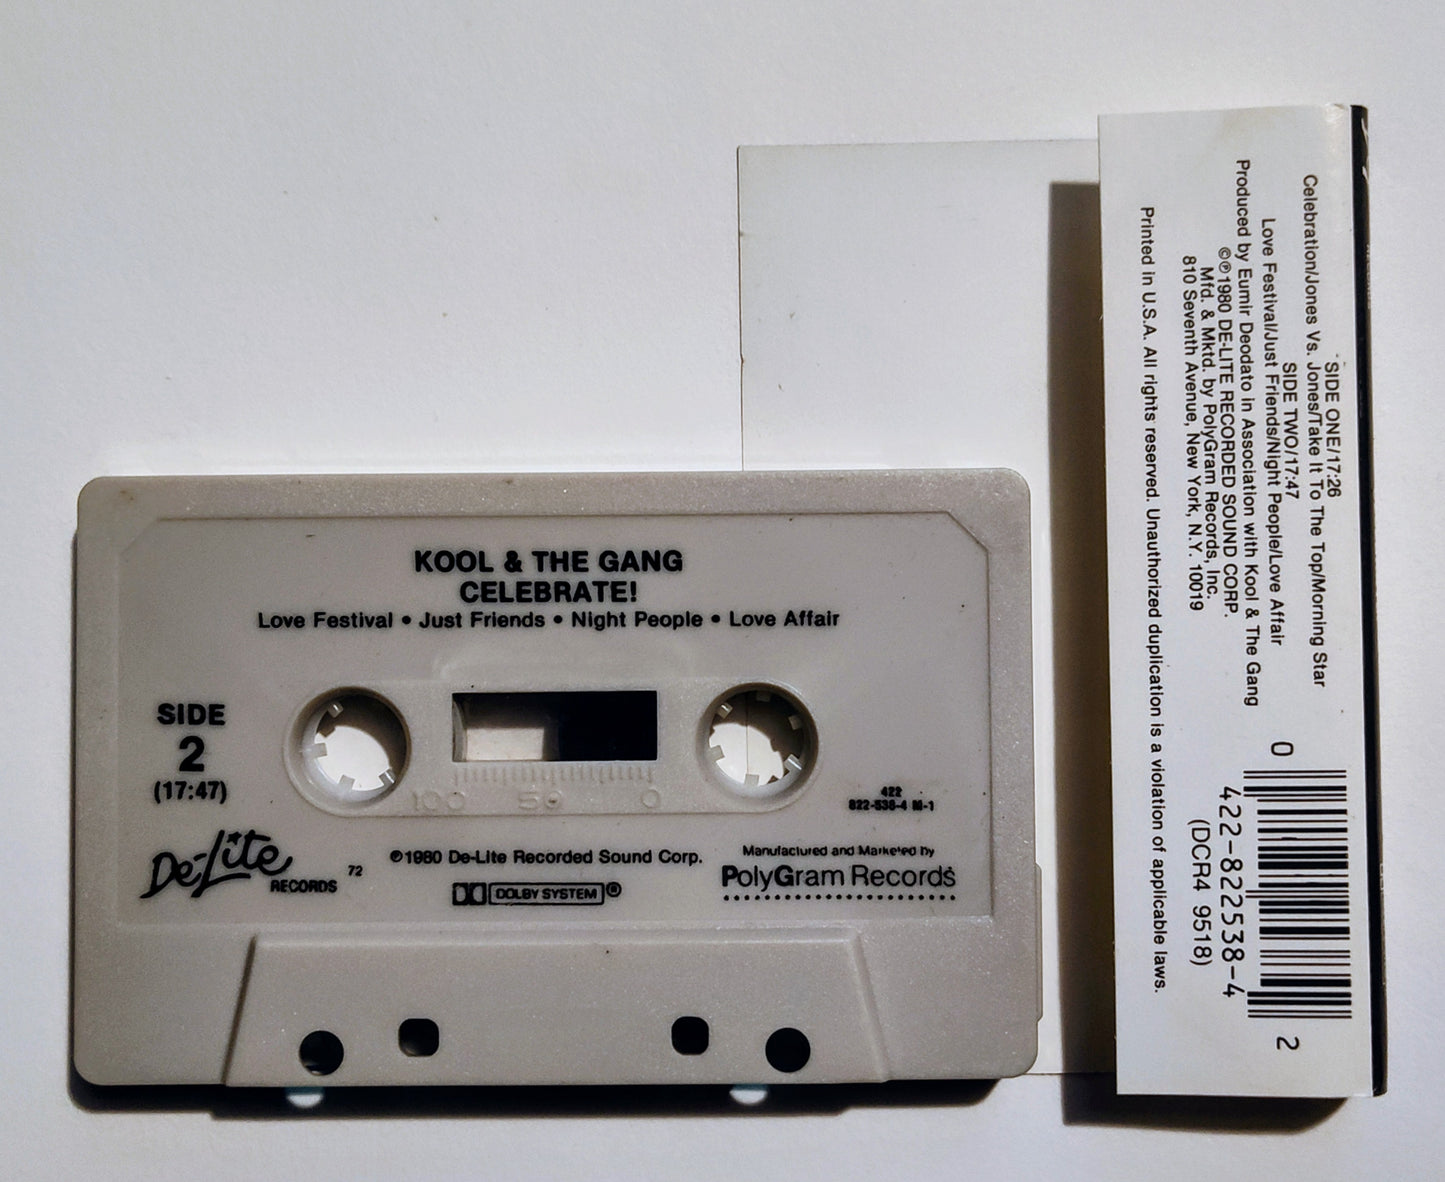 KOOL & THE GANG
CELEBRATE!
Love Festival • Just Friends • Night People • Love Affair
SIDE
2
(17:47)
100 50 0
422
822-538-4 M-1
De-Lite
RECORDS
72
℗1980 De-Lite Recorded Sound Corp.
DOLBY SYSTEM®
Manufactured and Marketed by
PolyGram Records
SIDE ONE/17:26
Celebration/Jones Vs. Jones/Take It To The Top/Morning Star
SIDE TWO/17:47
Love Festival/Just Friends/Night People/Love Affair
Produced by Eumir Deodato in Association with Kool & The Gang
©℗1980 DE-LITE RECORDED SOUND CORP.
Mfd. & Mktd. by PolyGram Records, Inc.
810 Seventh Avenue, New York, N.Y. 10019
Printed in U.S.A. All rights reserved. Unauthorized duplication is a violation of applicable laws.
0
2
422-822538-4
(DCR4 9518)